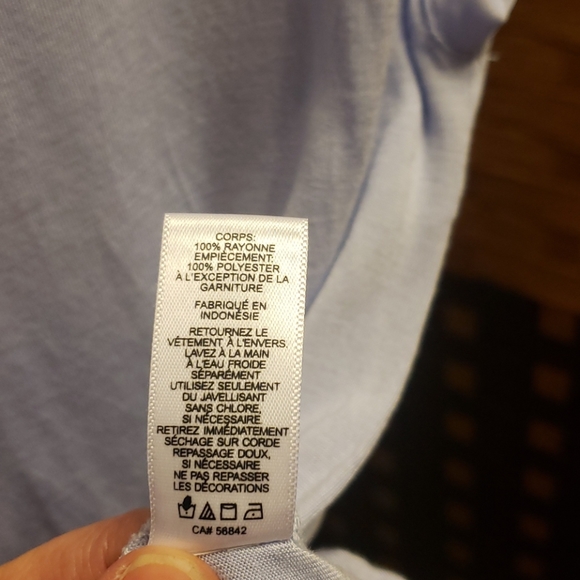 CORPS:
100% RAYONNE
EMPIÈCEMENT:
100% POLYESTER
À L'EXCEPTION DE LA
GARNITURE
FABRIQUÉ EN
INDONÉSIE
RETOURNEZ LE
VÊTEMENT À L'ENVERS.
LAVEZ À LA MAIN
À L'EAU FROIDE
SÉPARÉMENT
UTILISEZ SEULEMENT
DU JAVELLISANT
SANS CHLORE,
SI NÉCESSAIRE
RETIREZ IMMÉDIATEMENT
SÉCHAGE SUR CORDE
REPASSAGE DOUX,
SI NÉCESSAIRE
NE PAS REPASSER
LES DÉCORATIONS
CA# 56842